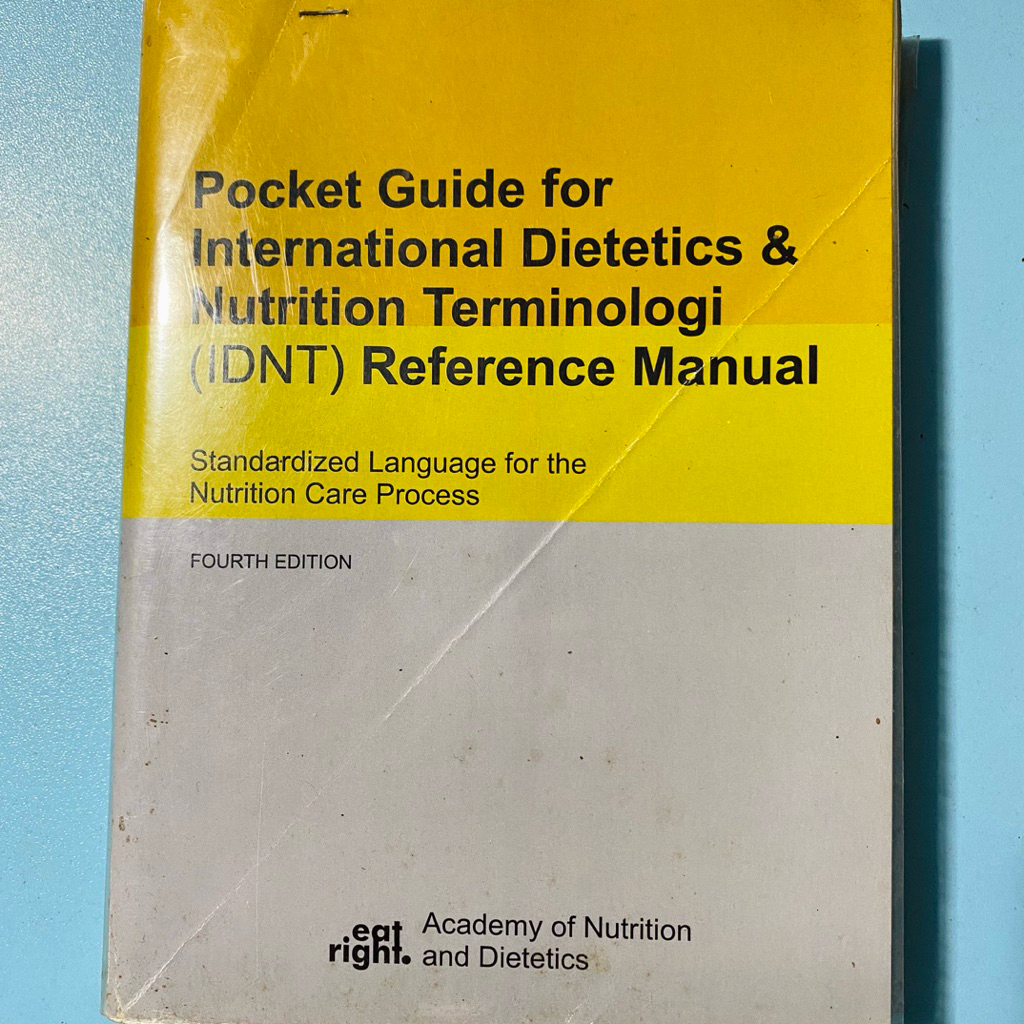 Pocket Guide for
International Dietetics &
Nutrition Terminologi
(IDNT) Reference Manual
Standardized Language for the
Nutrition Care Process
FOURTH EDITION
eat
right.
Academy of Nutrition
and Dietetics